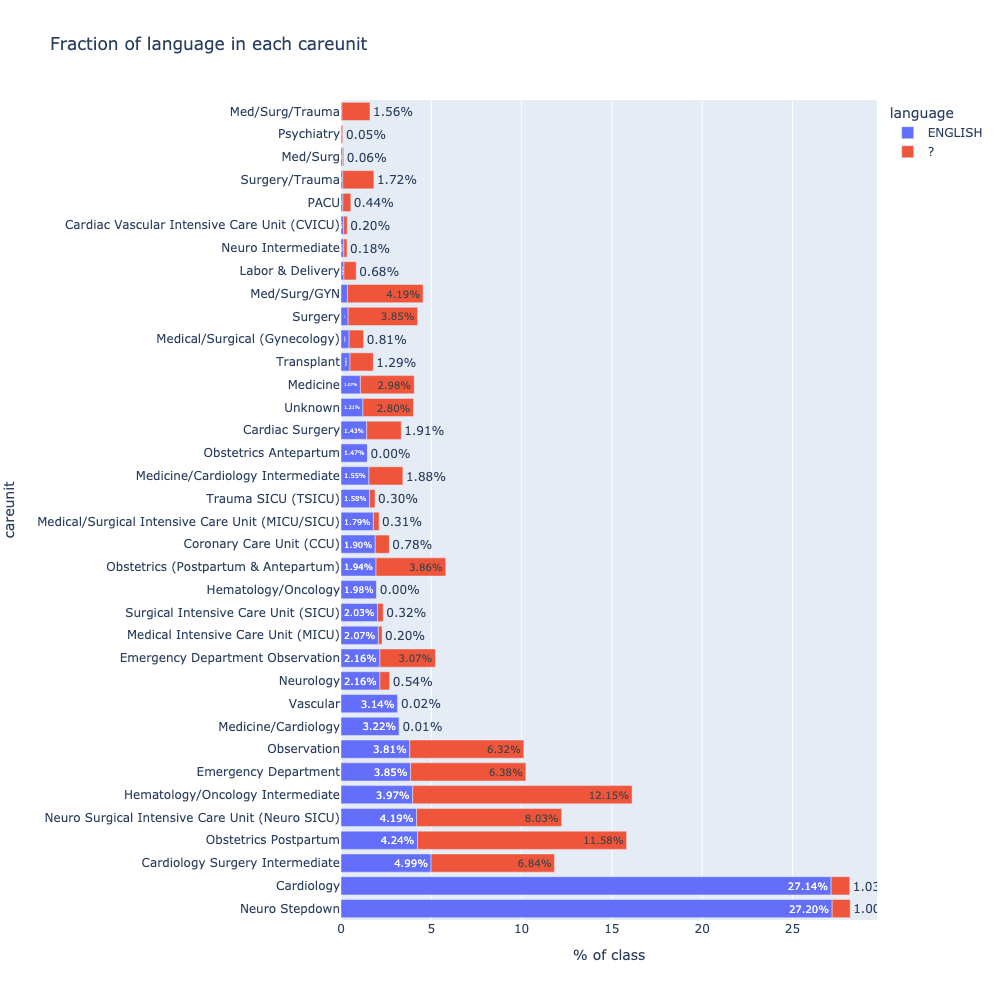 Fraction of language in each careunit
language
ENGLISH
?
careunit
Med/Surg/Trauma 1.56%
Psychiatry 0.05%
Med/Surg 0.06%
Surgery/Trauma 1.72%
PACU 0.44%
Cardiac Vascular Intensive Care Unit (CVICU) 0.20%
Neuro Intermediate 0.18%
Labor & Delivery 0.68%
Med/Surg/GYN 4.19%
Surgery 3.85%
Medical/Surgical (Gynecology) 0.81%
Transplant 1.29%
Medicine 1.07% 2.98%
Unknown 1.21% 2.80%
Cardiac Surgery 1.43% 1.91%
Obstetrics Antepartum 1.47% 0.00%
Medicine/Cardiology Intermediate 1.55% 1.88%
Trauma SICU (TSICU) 1.58% 0.30%
Medical/Surgical Intensive Care Unit (MICU/SICU) 1.79% 0.31%
Coronary Care Unit (CCU) 1.90% 0.78%
Obstetrics (Postpartum & Antepartum) 1.94% 3.86%
Hematology/Oncology 1.98% 0.00%
Surgical Intensive Care Unit (SICU) 2.03% 0.32%
Medical Intensive Care Unit (MICU) 2.07% 0.20%
Emergency Department Observation 2.16% 3.07%
Neurology 2.16% 0.54%
Vascular 3.14% 0.02%
Medicine/Cardiology 3.22% 0.01%
Observation 3.81% 6.32%
Emergency Department 3.85% 6.38%
Hematology/Oncology Intermediate 3.97% 12.15%
Neuro Surgical Intensive Care Unit (Neuro SICU) 4.19% 8.03%
Obstetrics Postpartum 4.24% 11.58%
Cardiology Surgery Intermediate 4.99% 6.84%
Cardiology 27.14% 1.03
Neuro Stepdown 27.20% 1.00
0 5 10 15 20 25
% of class